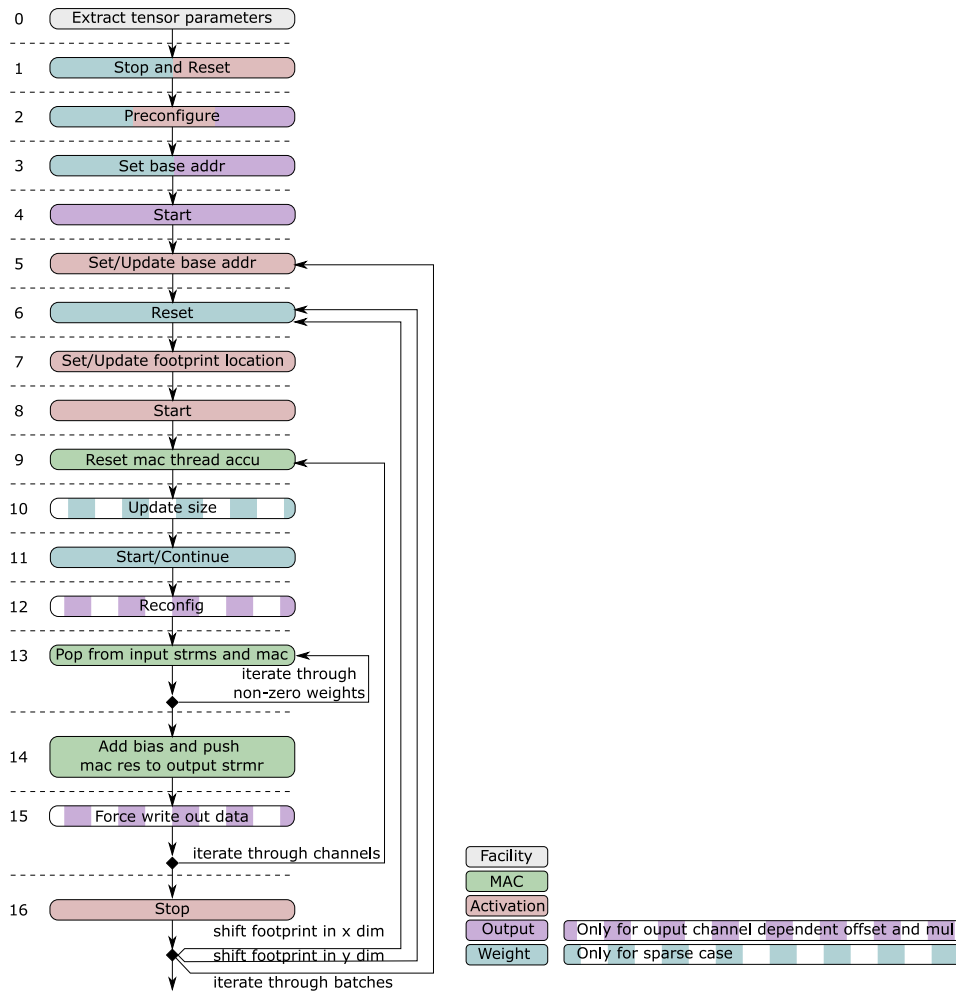 0
Extract tensor parameters
1
Stop and Reset
2
Preconfigure
3
Set base addr
4
Start
5
Set/Update base addr
6
Reset
7
Set/Update footprint location
8
Start
9
Reset mac thread accu
10
Update size
11
Start/Continue
12
Reconfig
13
Pop from input strms and mac
iterate through
non-zero weights
14
Add bias and push
mac res to output strmr
15
Force write out data
iterate through channels
16
Stop
shift footprint in x dim
shift footprint in y dim
iterate through batches
Facility
MAC
Activation
Output
Only for ouput channel dependent offset and mul
Weight
Only for sparse case